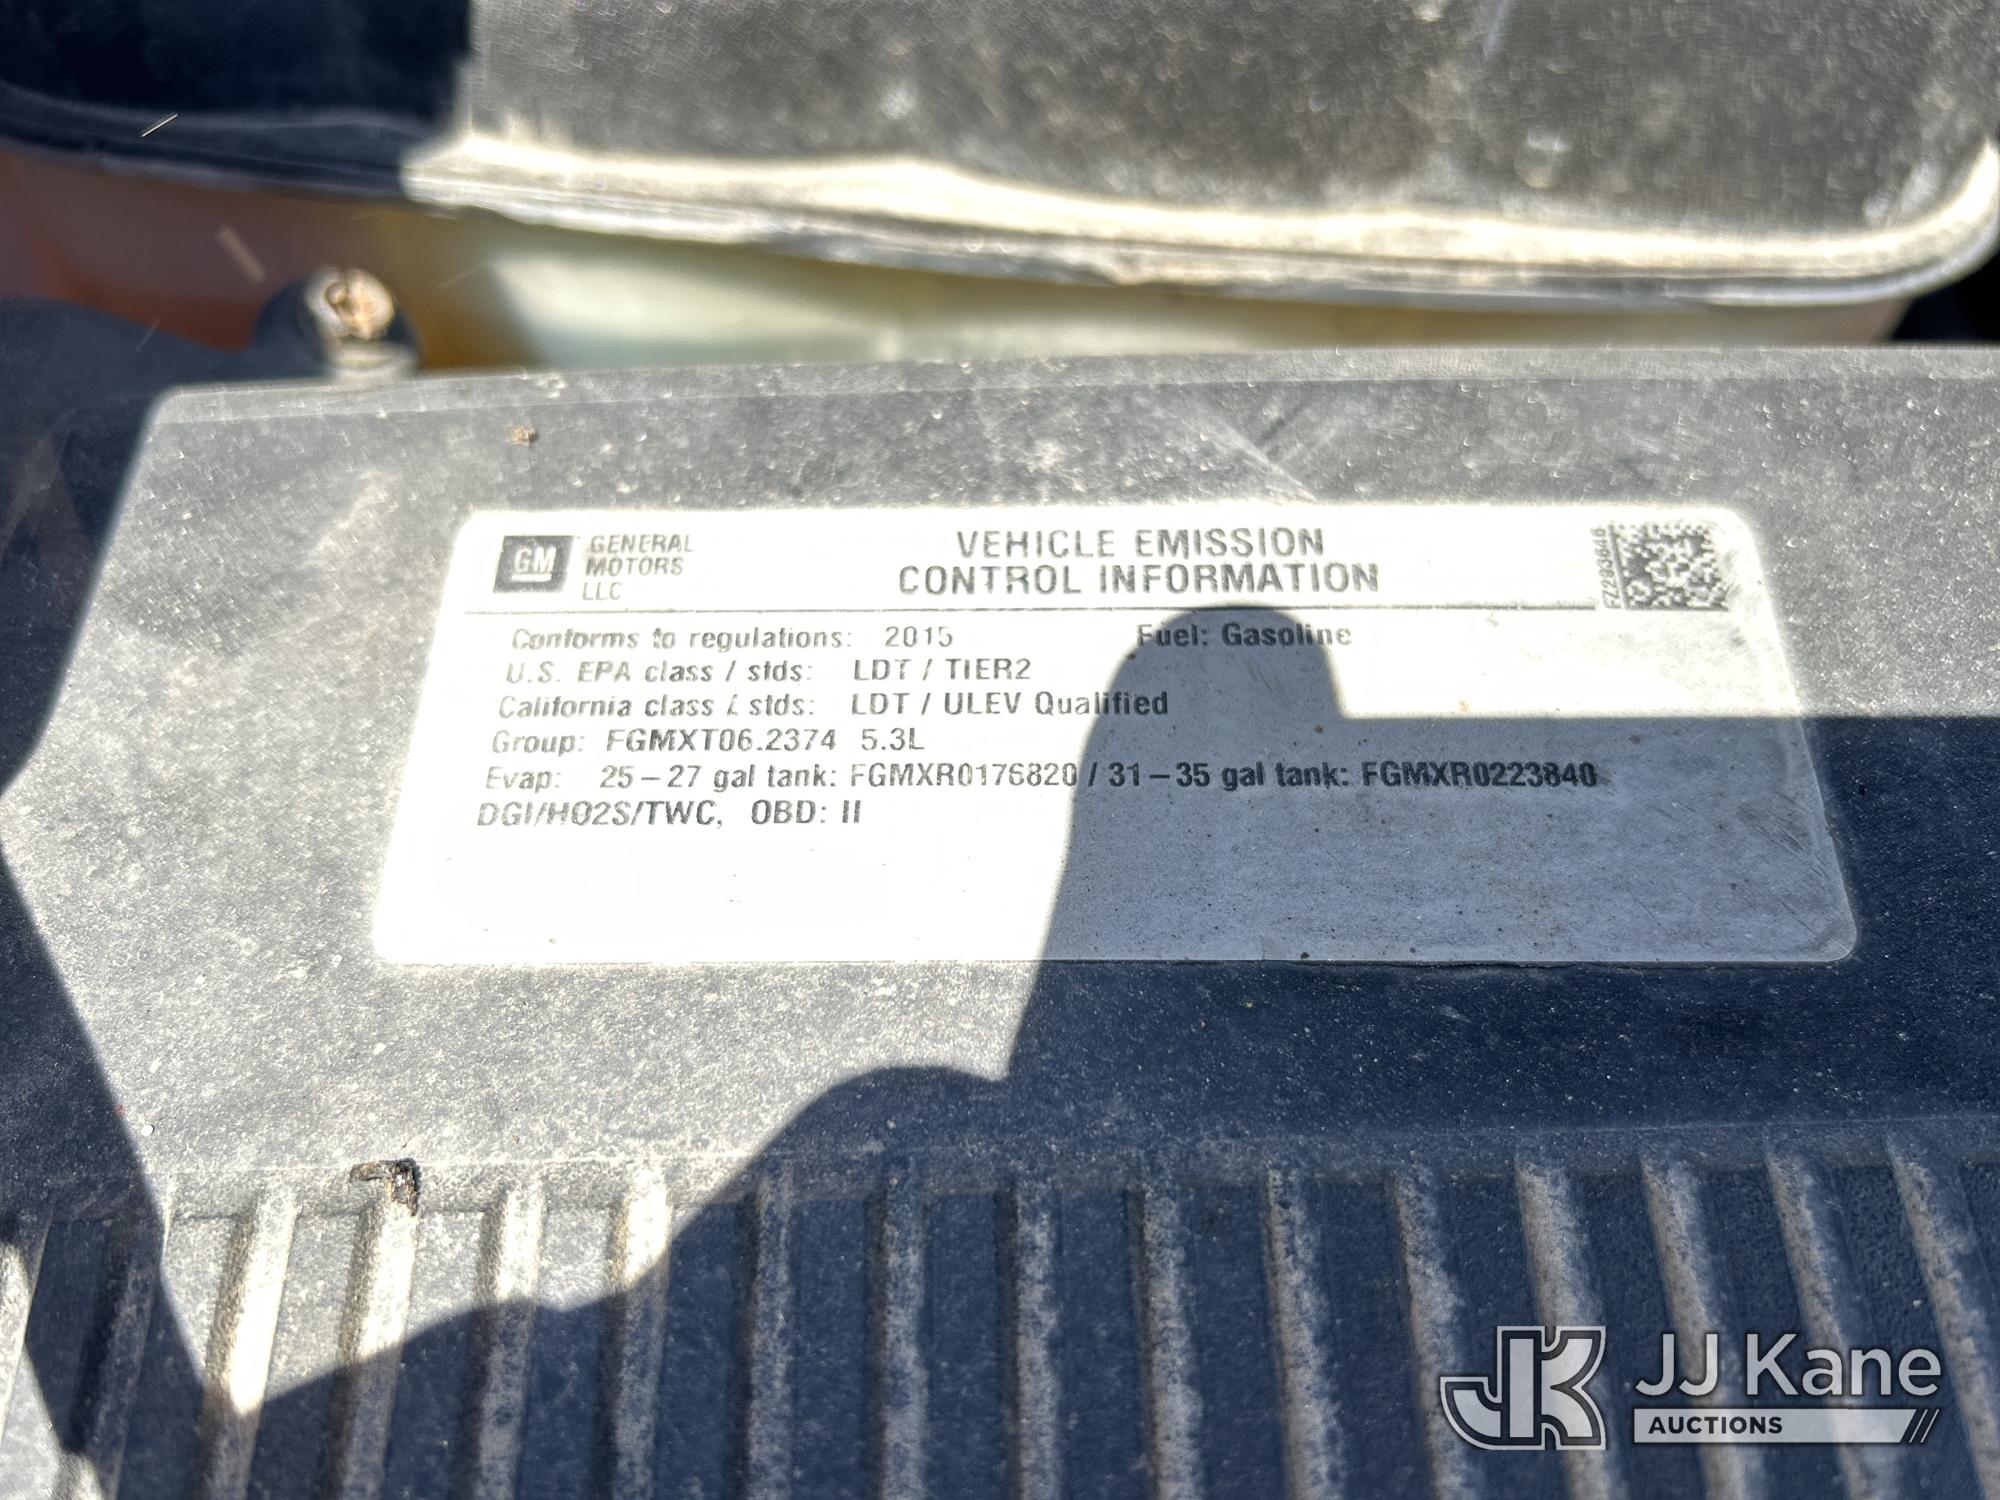 GM GENERAL MOTORS LLC
VEHICLE EMISSION
CONTROL INFORMATION
Conforms to regulations: 2015 Fuel: Gasoline
U.S. EPA class / stds: LDT / TIER2
California class / stds: LDT / ULEV Qualified
Group: FGMXT06.2374 5.3L
Evap: 25-27 gal tank: FGMXR0176820 / 31-35 gal tank: FGMXR0223840
DGI/HO2S/TWC, OBD: II
JK JJ Kane
AUCTIONS